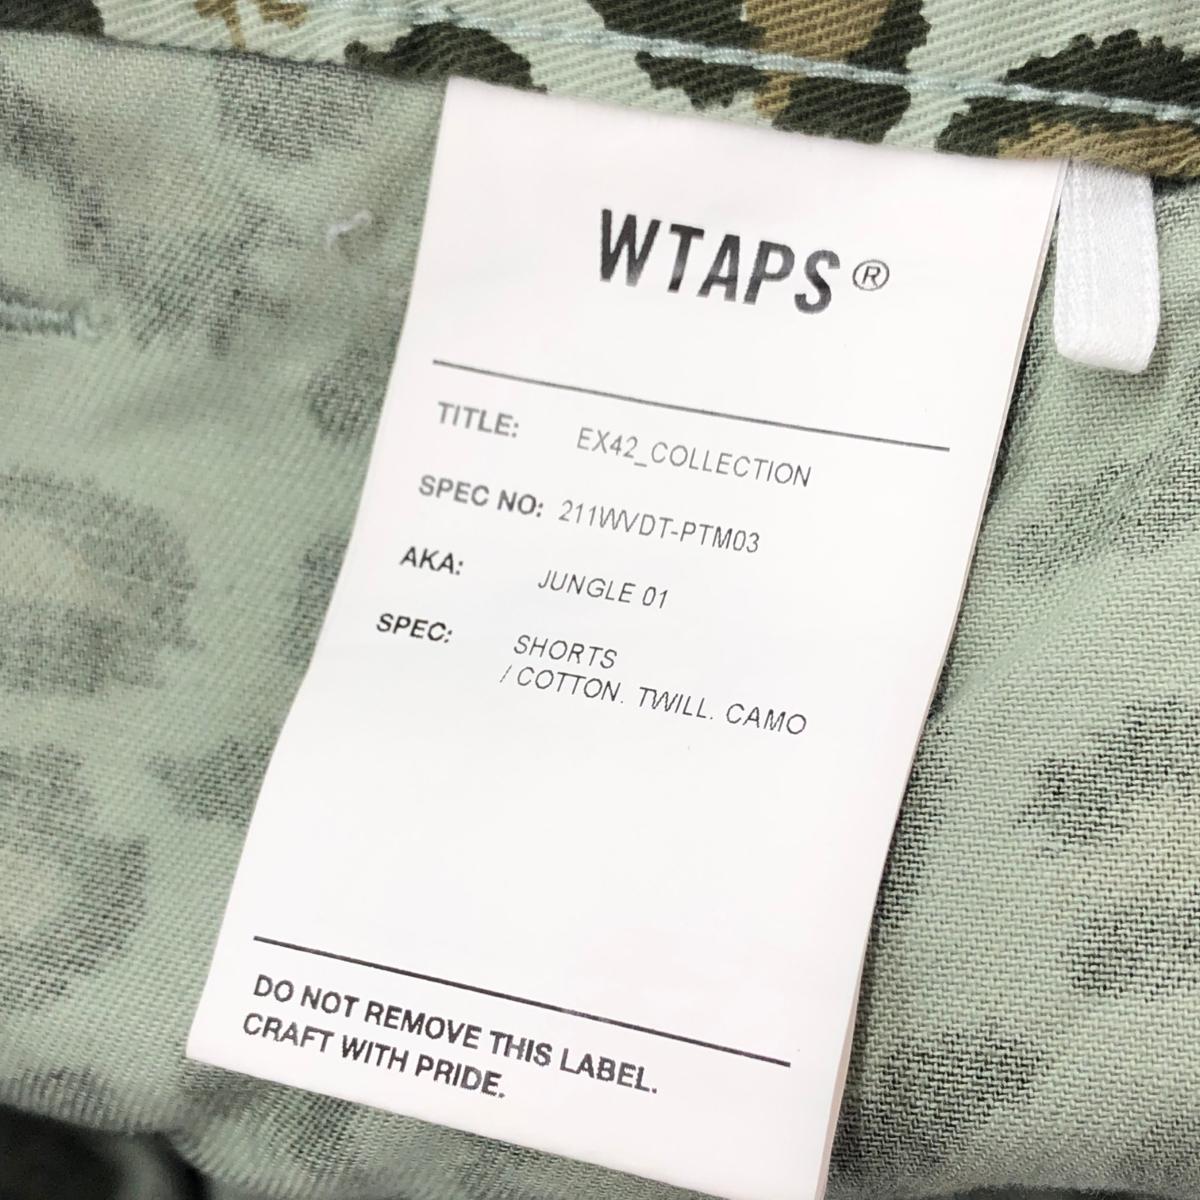 WTAPS®
TITLE: EX42_COLLECTION
SPEC NO: 211WVDT-PTM03
AKA: JUNGLE 01
SPEC: SHORTS
/ COTTON. TWILL. CAMO
DO NOT REMOVE THIS LABEL.
CRAFT WITH PRIDE.